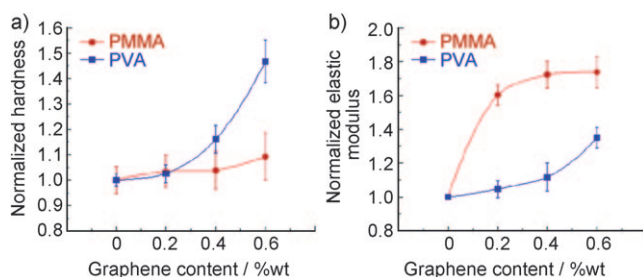 a)
PMMA
PVA
Normalized hardness
1.6
1.5
1.4
1.3
1.2
1.1
1.0
0.9
0.8
0
0.2
0.4
0.6
Graphene content / %wt
b)
PMMA
PVA
Normalized elastic
modulus
2.0
1.8
1.6
1.4
1.2
1.0
0.8
0
0.2
0.4
0.6
Graphene content / %wt